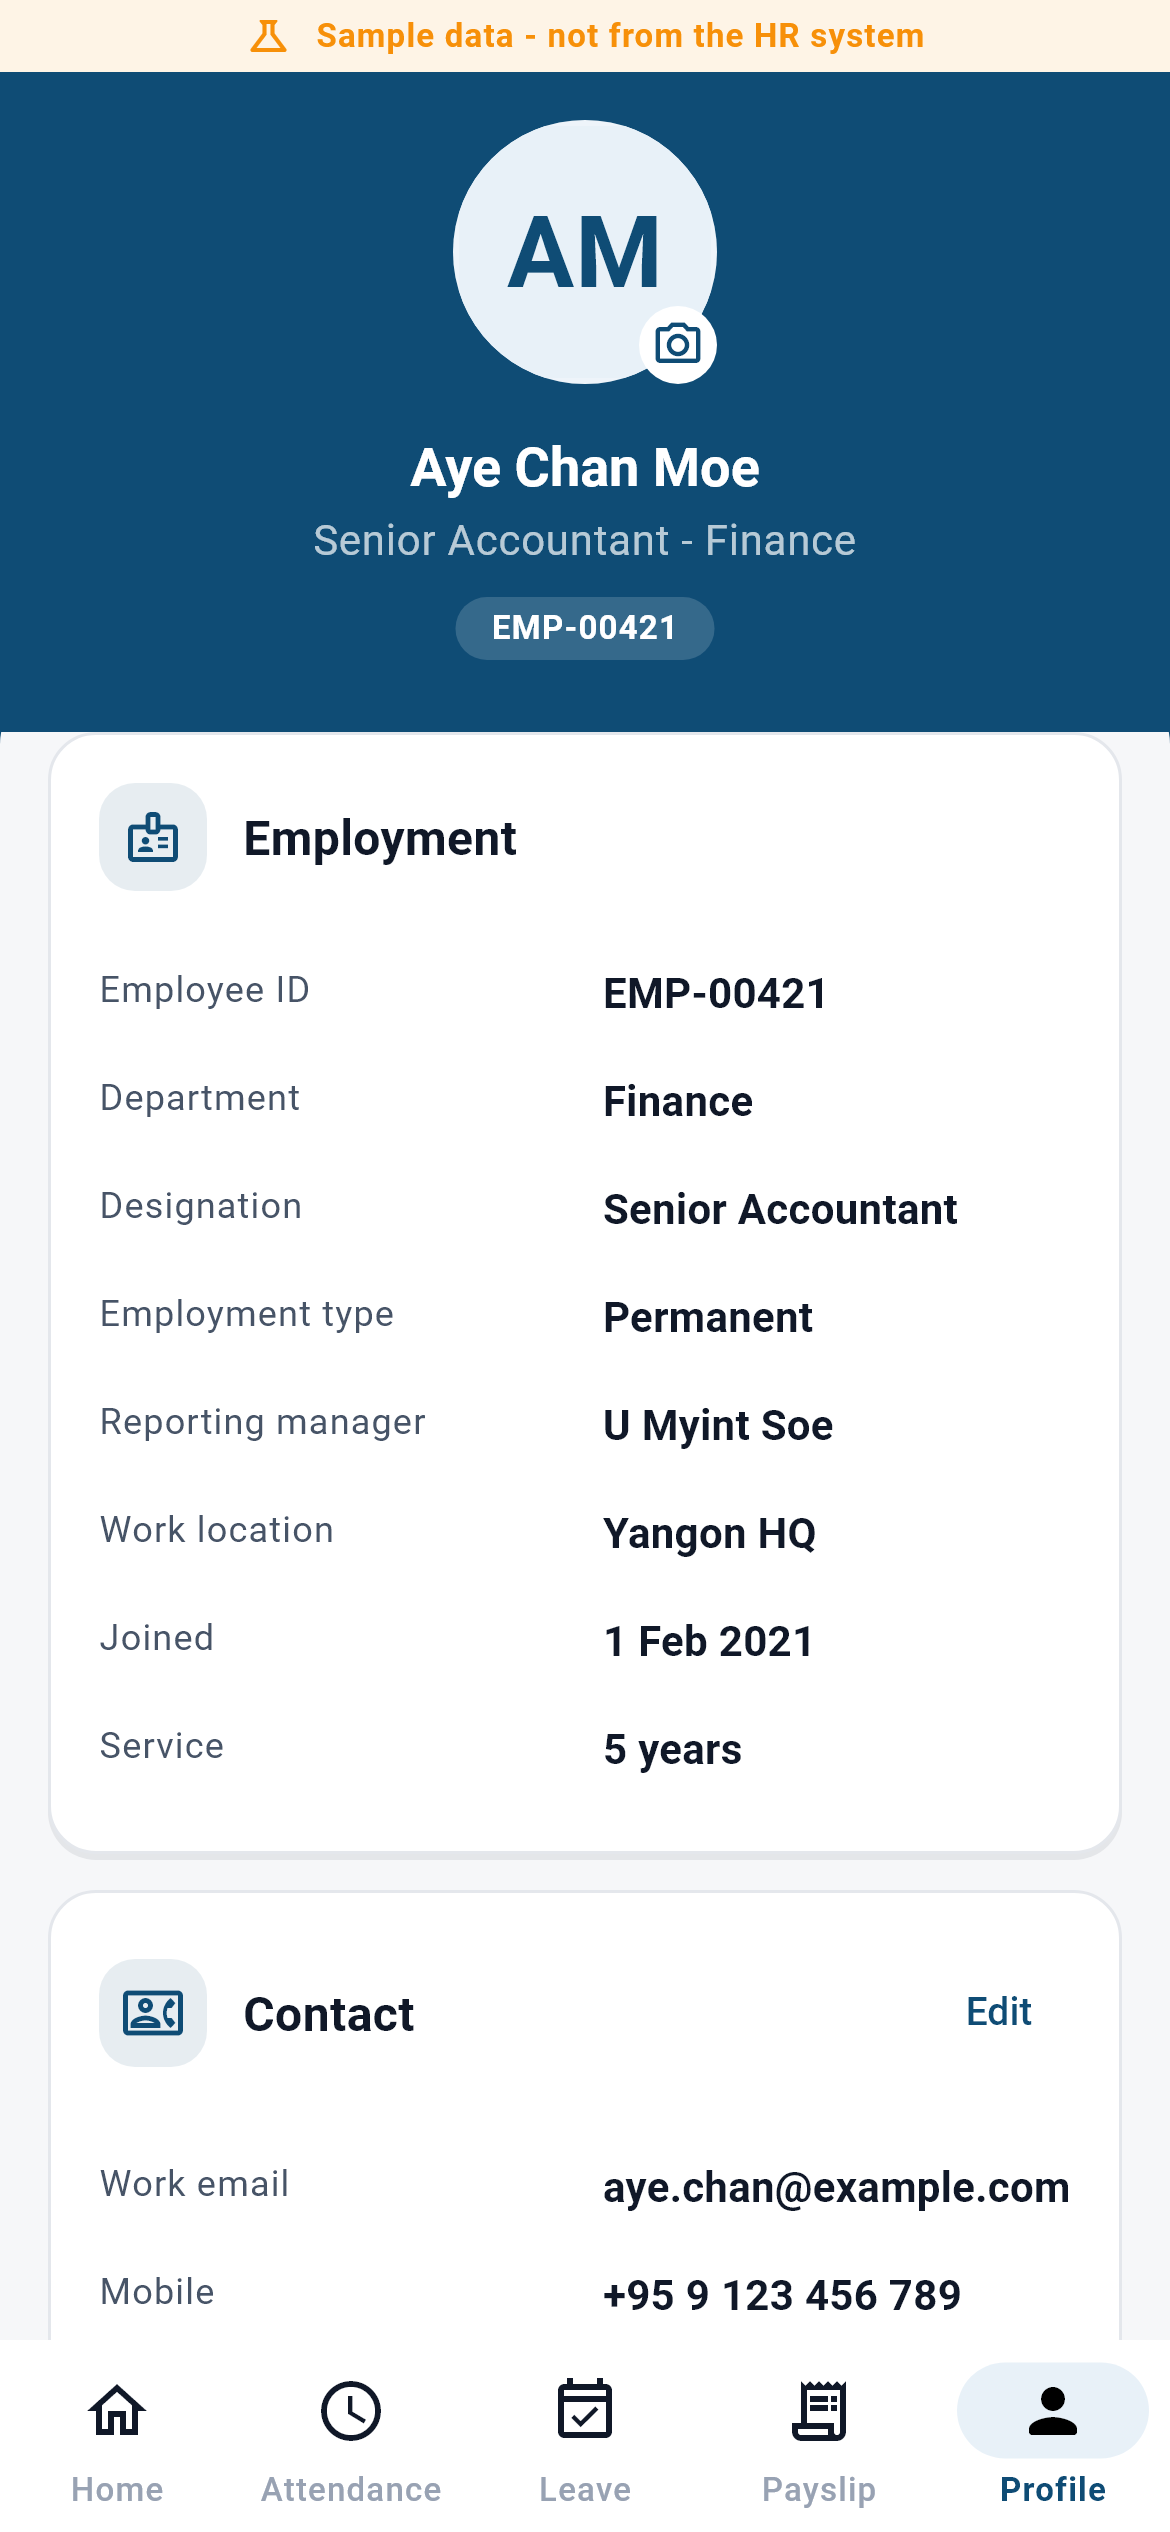 Sample data - not from the HR system
AM
Aye Chan Moe
Senior Accountant - Finance
EMP-00421
Employment
Employee ID EMP-00421
Department Finance
Designation Senior Accountant
Employment type Permanent
Reporting manager U Myint Soe
Work location Yangon HQ
Joined 1 Feb 2021
Service 5 years
Contact Edit
Work email aye.chan@example.com
Mobile +95 9 123 456 789
Home Attendance Leave Payslip Profile